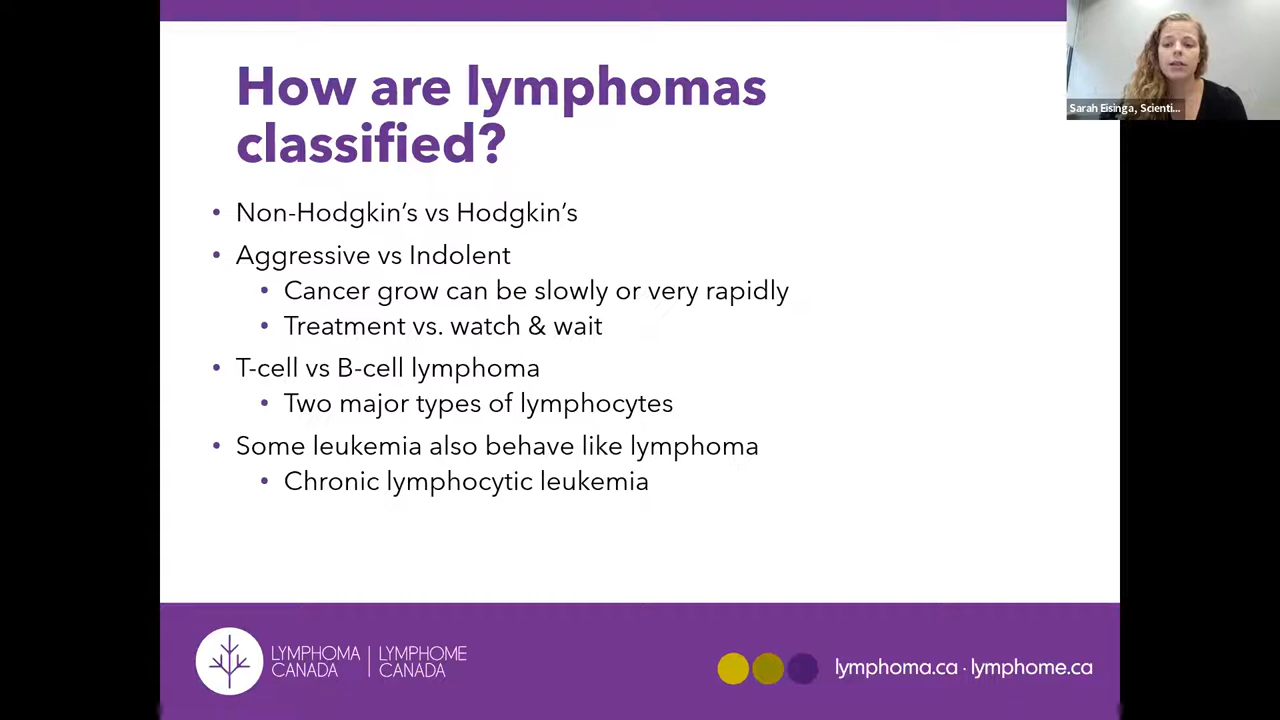 How are lymphomas
classified?
• Non-Hodgkin's vs Hodgkin's
• Aggressive vs Indolent
• Cancer grow can be slowly or very rapidly
• Treatment vs. watch & wait
• T-cell vs B-cell lymphoma
• Two major types of lymphocytes
• Some leukemia also behave like lymphoma
• Chronic lymphocytic leukemia
Sarah Eisinga, Scienti...
LYMPHOMA | LYMPHOME
CANADA | CANADA
lymphoma.ca · lymphome.ca